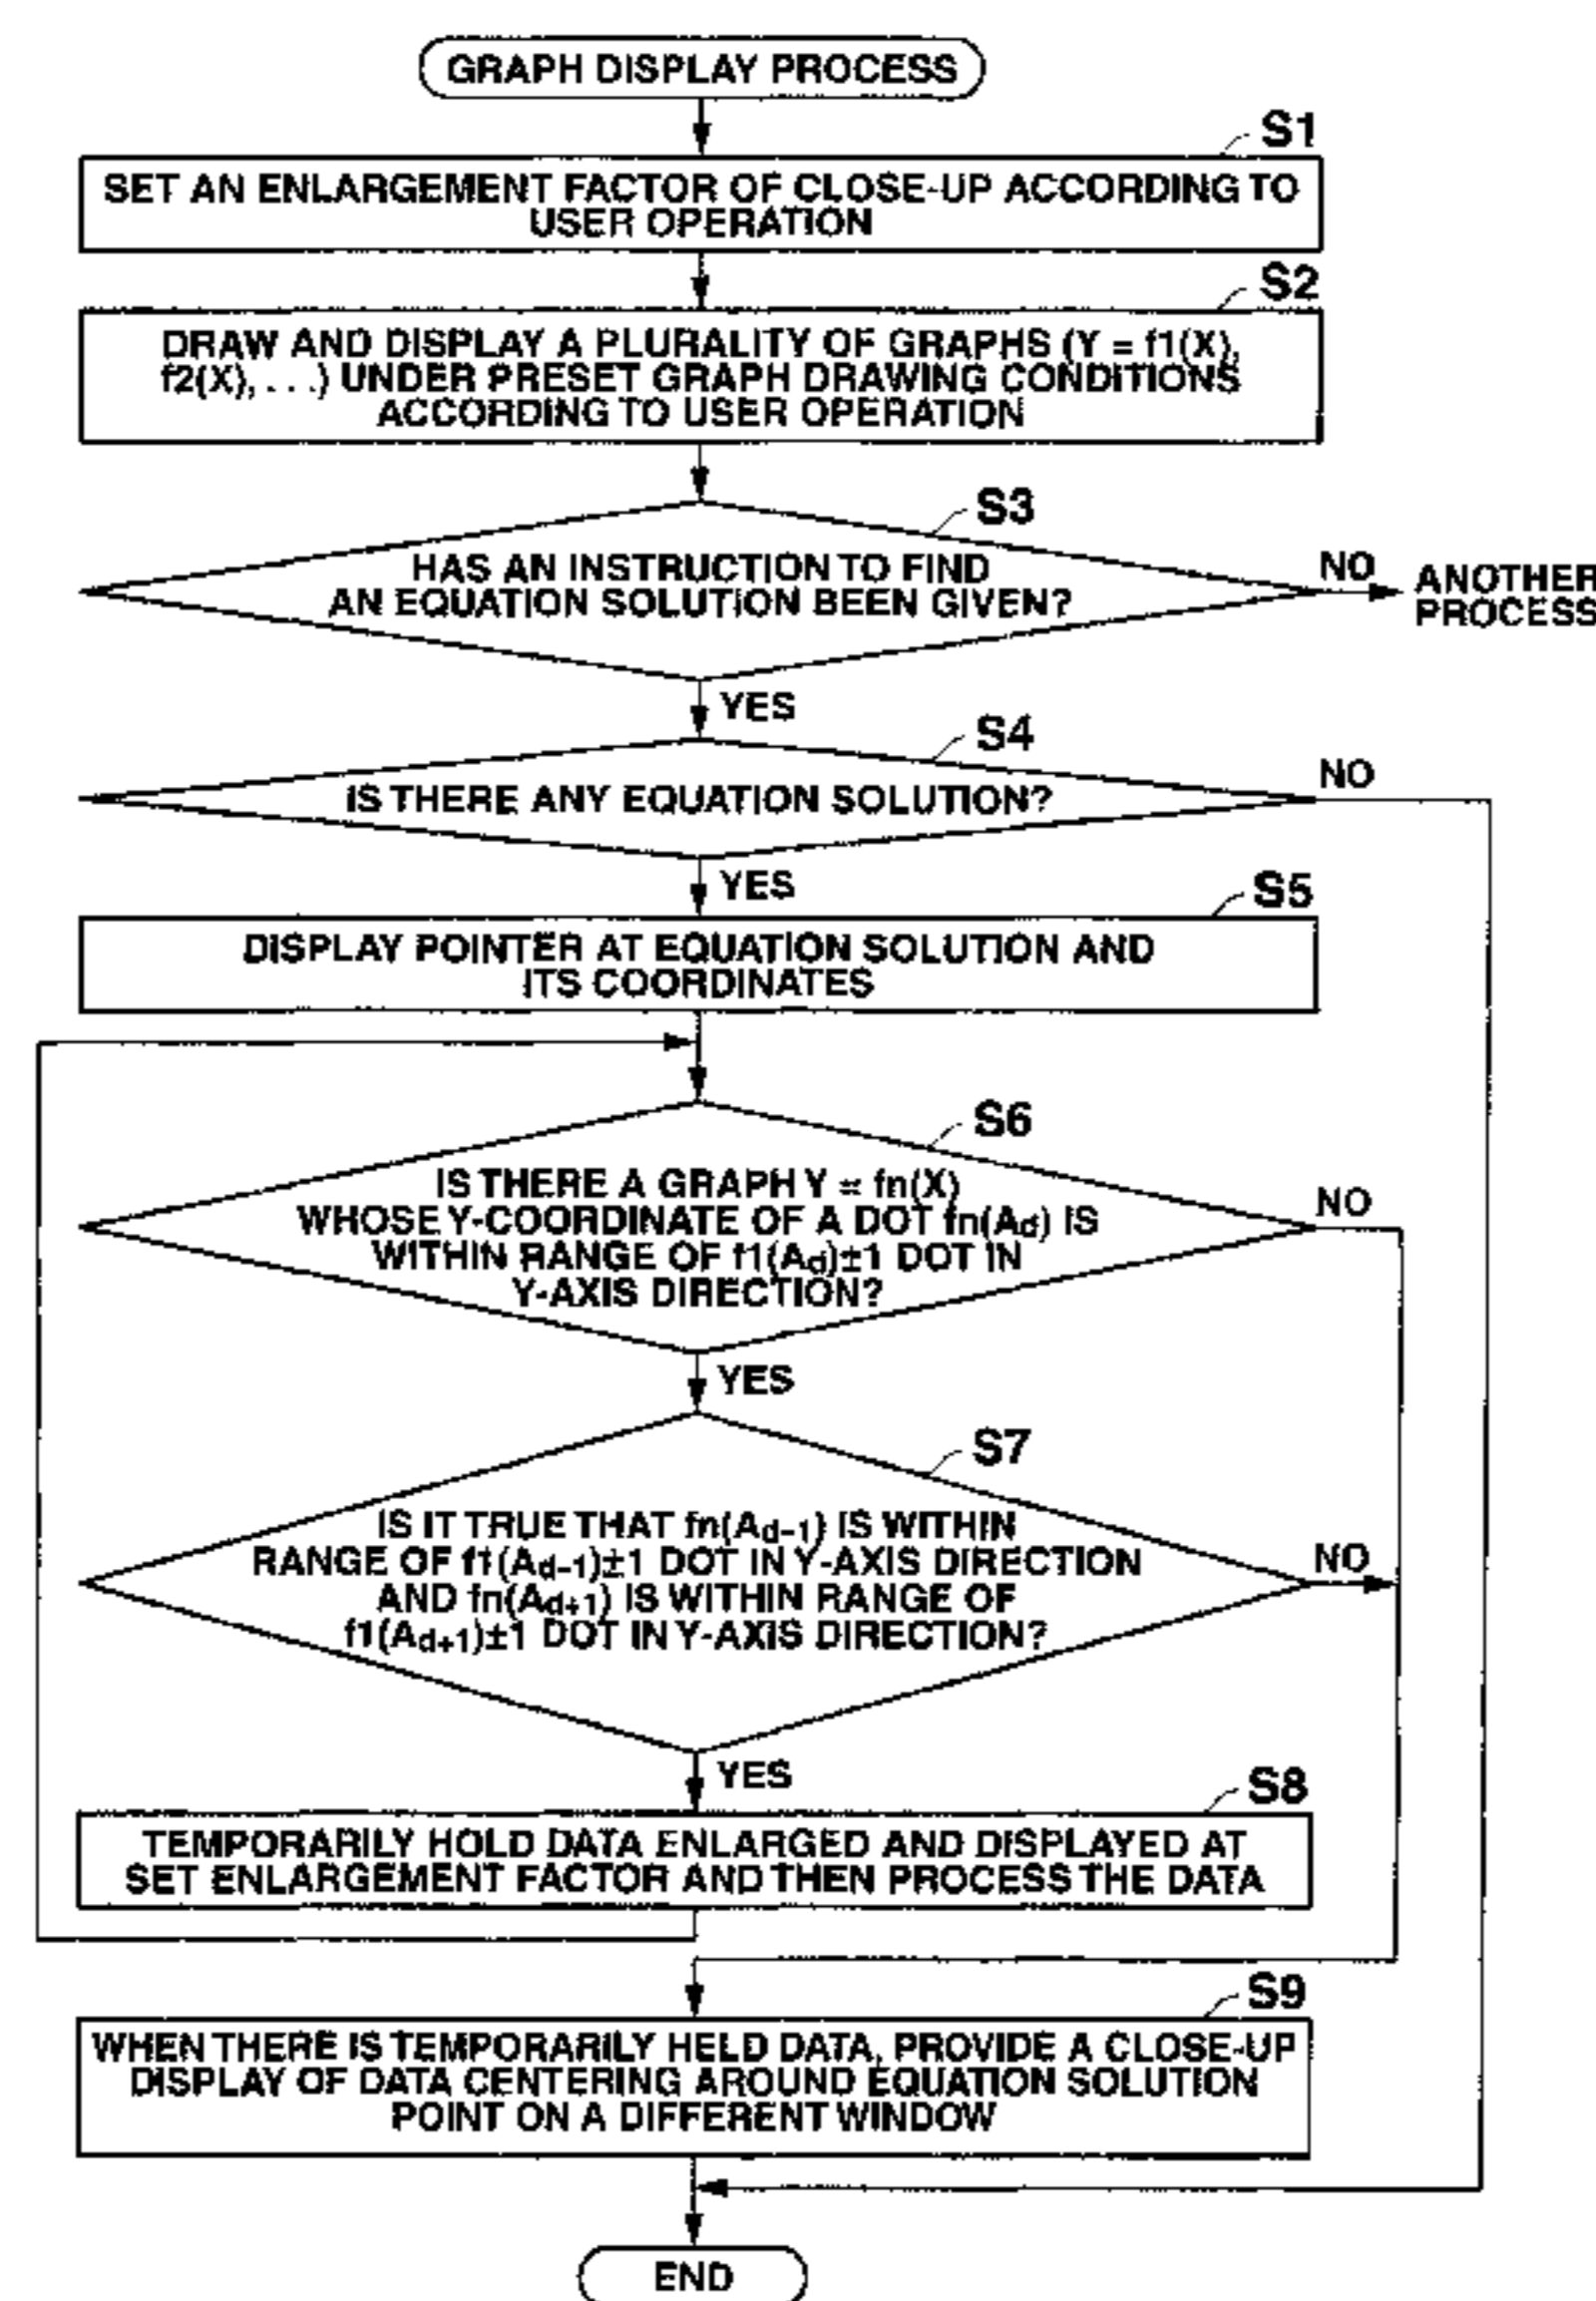 GRAPH DISPLAY PROCESS
S1
SET AN ENLARGEMENT FACTOR OF CLOSE-UP ACCORDING TO
USER OPERATION
S2
DRAW AND DISPLAY A PLURALITY OF GRAPHS (Y = f1(X),
f2(X), . . .) UNDER PRESET GRAPH DRAWING CONDITIONS
ACCORDING TO USER OPERATION
S3
HAS AN INSTRUCTION TO FIND
AN EQUATION SOLUTION BEEN GIVEN?
NO
ANOTHER
PROCESS
YES
S4
IS THERE ANY EQUATION SOLUTION?
NO
YES
S5
DISPLAY POINTER AT EQUATION SOLUTION AND
ITS COORDINATES
S6
IS THERE A GRAPH Y = fn(X)
WHOSE Y-COORDINATE OF A DOT fn(Ad) IS
WITHIN RANGE OF f1(Ad)±1 DOT IN
Y-AXIS DIRECTION?
NO
YES
S7
IS IT TRUE THAT fn(Ad-1) IS WITHIN
RANGE OF f1(Ad-1)±1 DOT IN Y-AXIS DIRECTION
AND fn(Ad+1) IS WITHIN RANGE OF
f1(Ad+1)±1 DOT IN Y-AXIS DIRECTION?
NO
YES
S8
TEMPORARILY HOLD DATA ENLARGED AND DISPLAYED AT
SET ENLARGEMENT FACTOR AND THEN PROCESS THE DATA
S9
WHEN THERE IS TEMPORARILY HELD DATA, PROVIDE A CLOSE-UP
DISPLAY OF DATA CENTERING AROUND EQUATION SOLUTION
POINT ON A DIFFERENT WINDOW
END